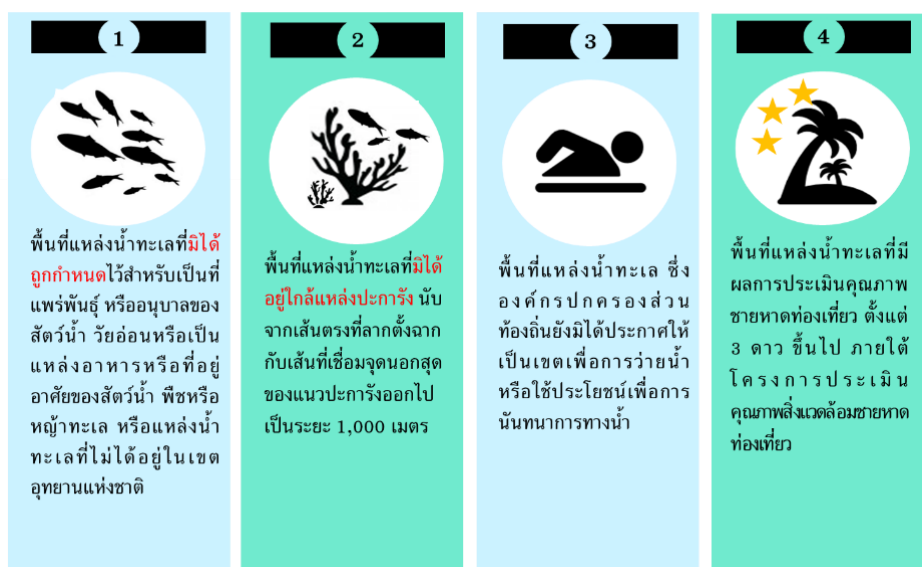 1
พื้นที่แหล่งน้ำทะเลที่มิได้
ถูกกำหนดไว้สำหรับเป็นที่
แพร่พันธุ์ หรืออนุบาลของ
สัตว์น้ำ วัยอ่อนหรือเป็น
แหล่งอาหารหรือที่อยู่
อาศัยของสัตว์น้ำ พืชหรือ
หญ้าทะเล หรือแหล่งน้ำ
ทะเลที่ไม่ได้อยู่ในเขต
อุทยานแห่งชาติ
2
พื้นที่แหล่งน้ำทะเลที่มิได้
อยู่ใกล้แหล่งปะการัง นับ
จากเส้นตรงที่ลากตั้งฉาก
กับเส้นที่เชื่อมจุดนอกสุด
ของแนวปะการังออกไป
เป็นระยะ 1,000 เมตร
3
พื้นที่แหล่งน้ำทะเล ซึ่ง
องค์กรปกครองส่วน
ท้องถิ่นยังมิได้ประกาศให้
เป็นเขตเพื่อการว่ายน้ำ
หรือใช้ประโยชน์เพื่อการ
นันทนาการทางน้ำ
4
พื้นที่แหล่งน้ำทะเลที่มี
ผลการประเมินคุณภาพ
ชายหาดท่องเที่ยว ตั้งแต่
3 ดาว ขึ้นไป ภายใต้
โครงการประเมิน
คุณภาพสิ่งแวดล้อมชายหาด
ท่องเที่ยว